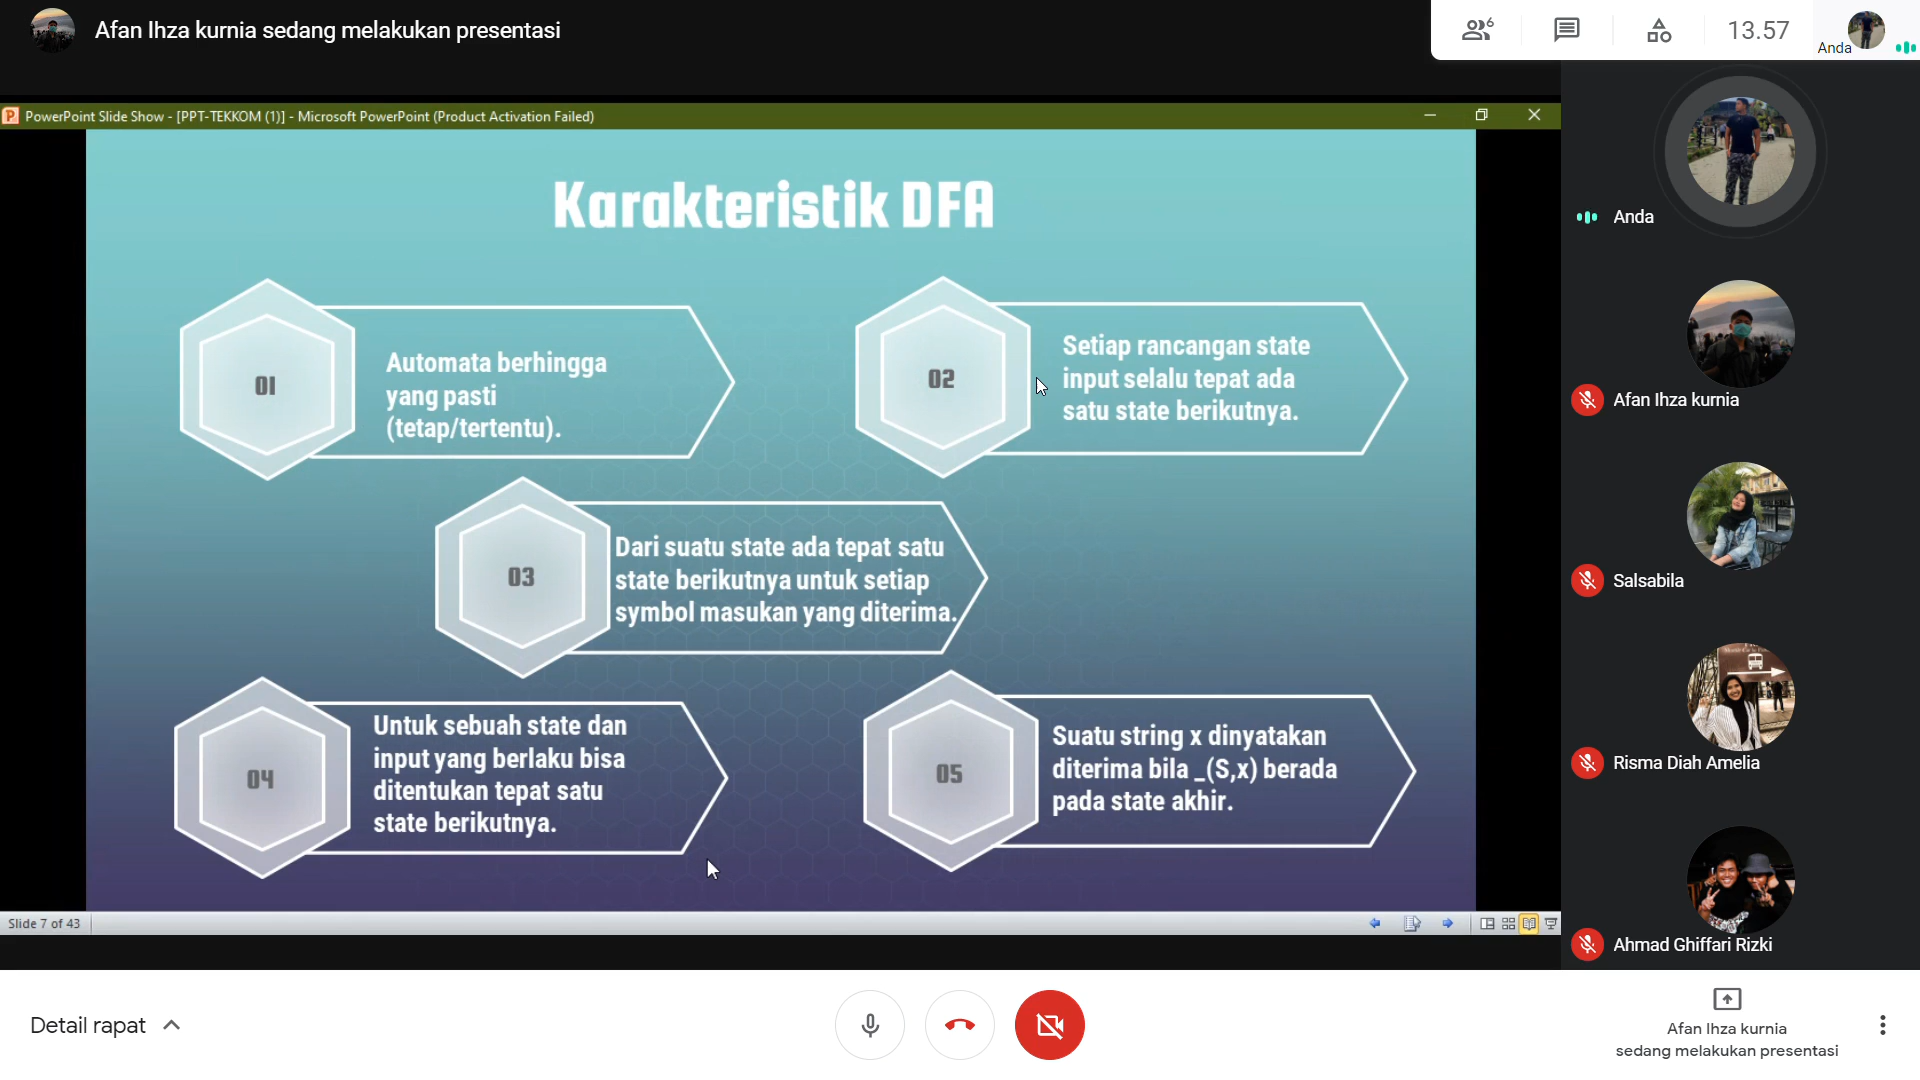 Afan Ihza kurnia sedang melakukan presentasi
6
13.57
Anda
PowerPoint Slide Show - [PPT-TEKKOM (1)] - Microsoft PowerPoint (Product Activation Failed)
Karakteristik DFA
01
Automata berhingga
yang pasti
(tetap/tertentu).
02
Setiap rancangan state
input selalu tepat ada
satu state berikutnya.
03
Dari suatu state ada tepat satu
state berikutnya untuk setiap
symbol masukan yang diterima.
04
Untuk sebuah state dan
input yang berlaku bisa
ditentukan tepat satu
state berikutnya.
05
Suatu string x dinyatakan
diterima bila _(S,x) berada
pada state akhir.
Slide 7 of 43
Anda
Afan Ihza kurnia
Salsabila
Risma Diah Amelia
Ahmad Ghiffari Rizki
Detail rapat
Afan Ihza kurnia
sedang melakukan presentasi